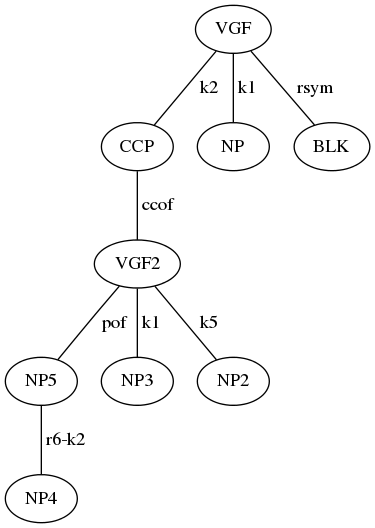 VGF
k2 k1 rsym
CCP NP BLK
ccof
VGF2
pof k1 k5
NP5 NP3 NP2
r6-k2
NP4